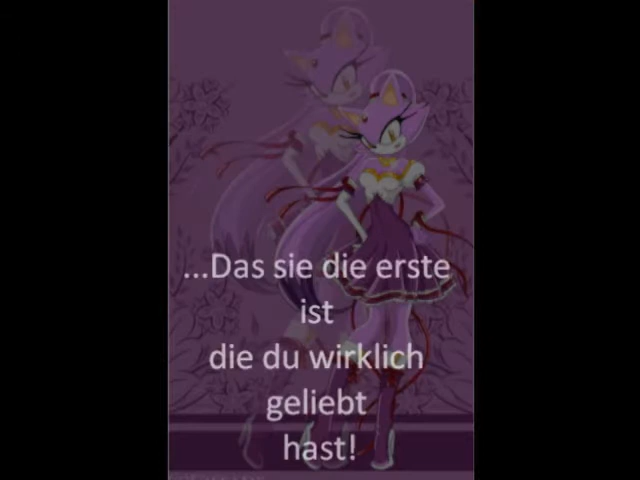 ...Das sie die erste
ist
die du wirklich
geliebt
hast!